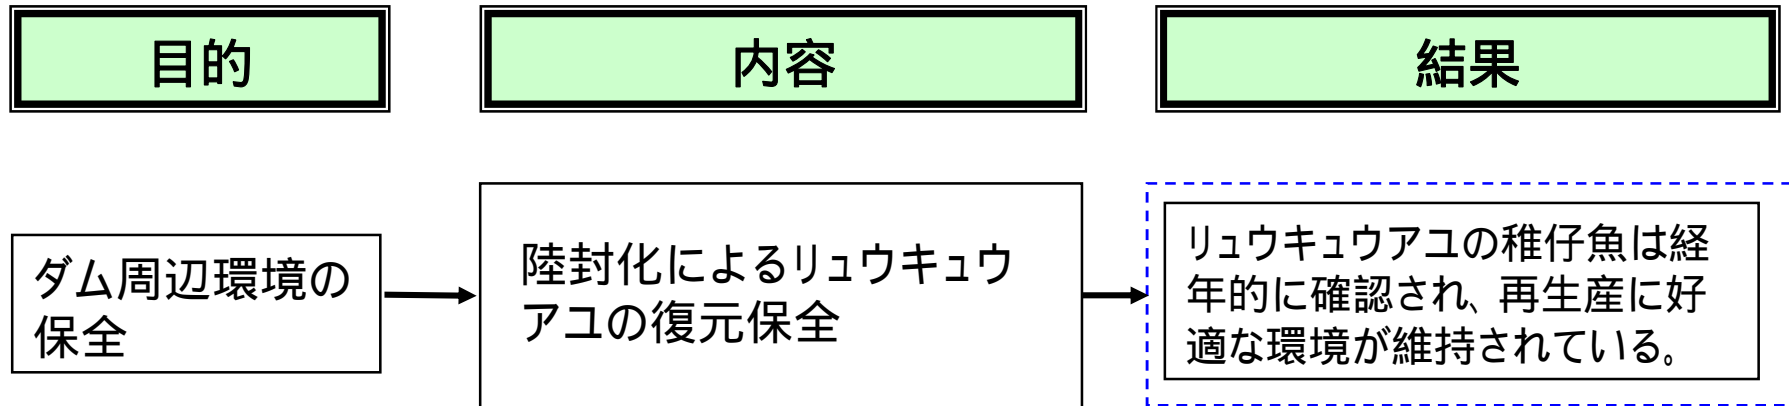 目的
内容
結果
ダム周辺環境の
保全
陸封化によるリュウキュウ
アユの復元保全
リュウキュウアユの稚仔魚は経
年的に確認され、再生産に好
適な環境が維持されている。